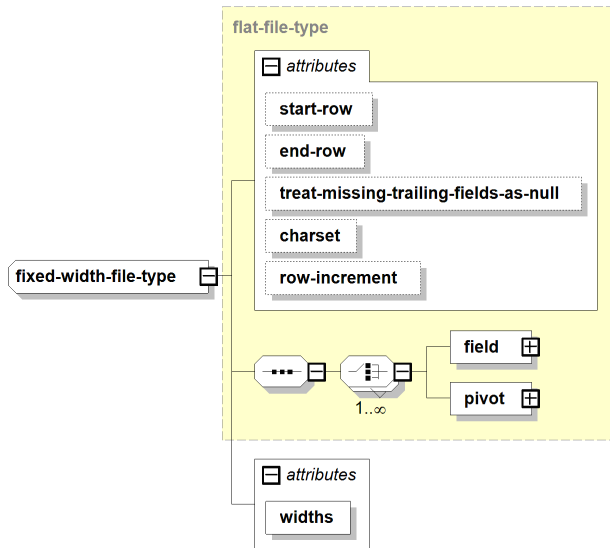 flat-file-type
attributes
start-row
end-row
treat-missing-trailing-fields-as-null
charset
row-increment
fixed-width-file-type
field
pivot
1..∞
attributes
widths